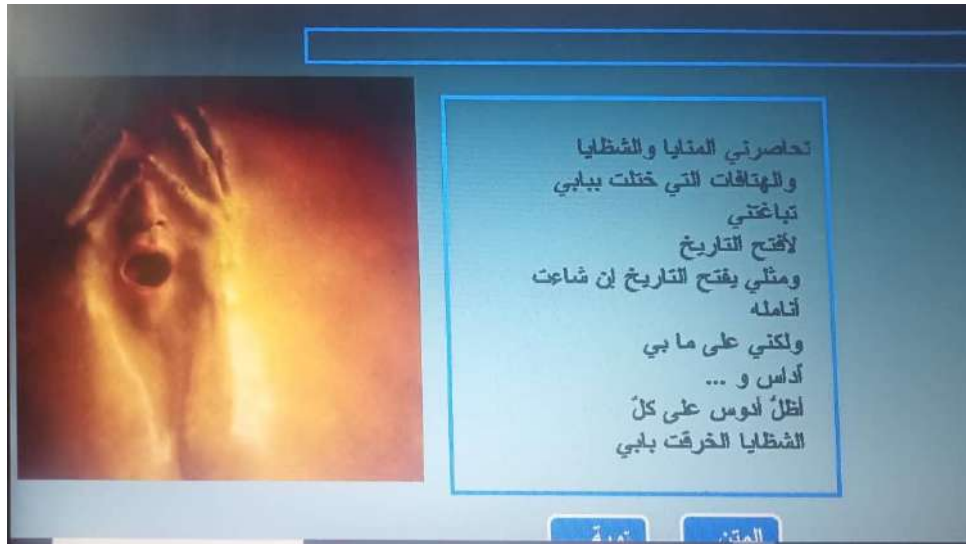 تحاصرني المنايا والشظايا
والهتافات التي ختلت ببابي
تباغتني
لأفتح التاريخ
ومثلي يفتح التاريخ إن شاءت
أنامله
ولكني على ما بي
أداس و ...
أظلُ أدوس على كلّ
الشظايا الخرقت بابي
المتن